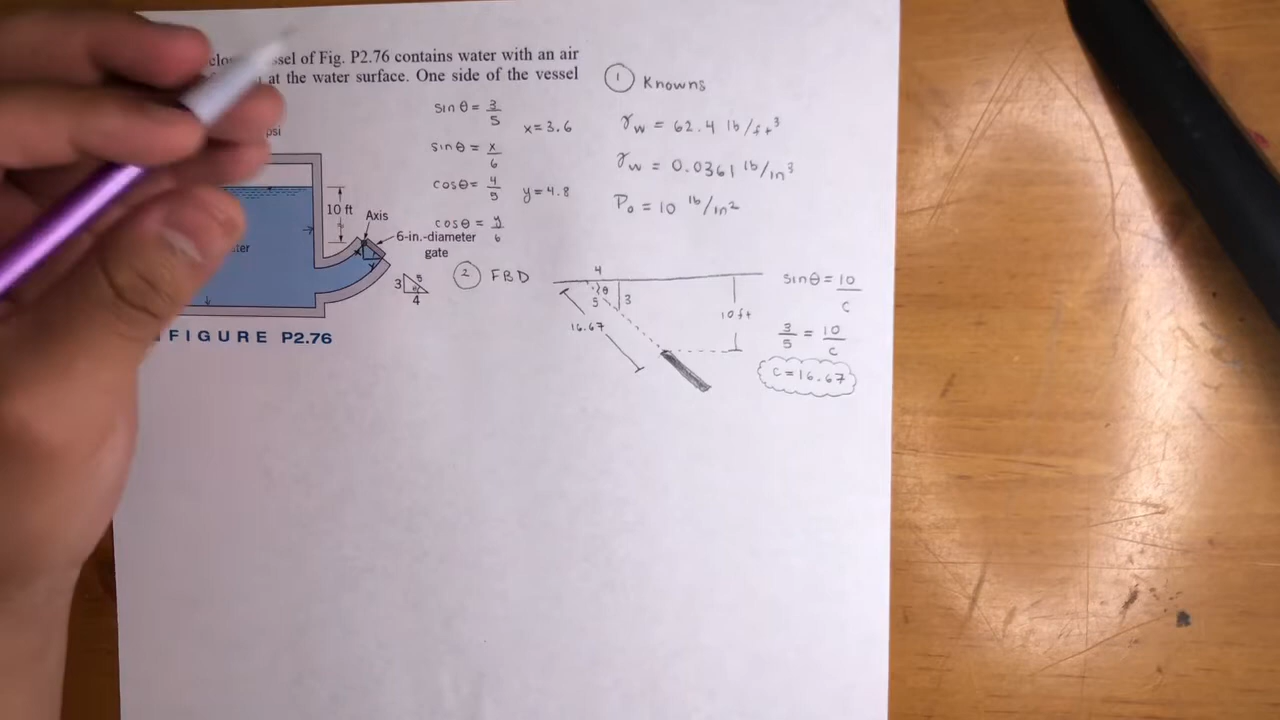 ssel of Fig. P2.76 contains water with an air
at the water surface. One side of the vessel
psi
10 ft
Axis
6-in.-diameter
gate
ter
3
5
4
FIGURE P2.76
sin θ = 3/5
x = 3.6
sin θ = x/6
cos θ = 4/5
y = 4.8
cos θ = y/6
① Knowns
γw = 62.4 lb/ft³
γw = 0.0361 lb/in³
Po = 10 lb/in²
② FBD
4
θ
5
3
16.67
10ft
sin θ = 10/c
3/5 = 10/c
c = 16.67